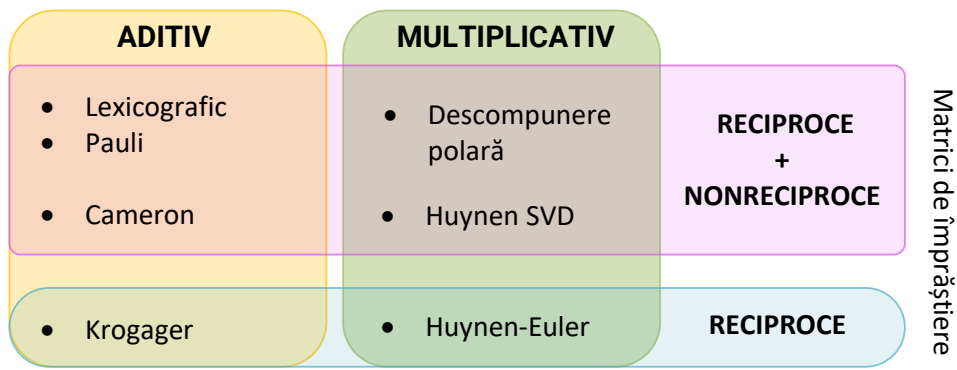 ADITIV
MULTIPLICATIV
• Lexicografic
• Pauli
• Cameron
• Descompunere
polară
• Huynen SVD
RECIPROCE
+
NONRECIPROCE
• Krogager
• Huynen-Euler
RECIPROCE
Matrici de împrăștiere